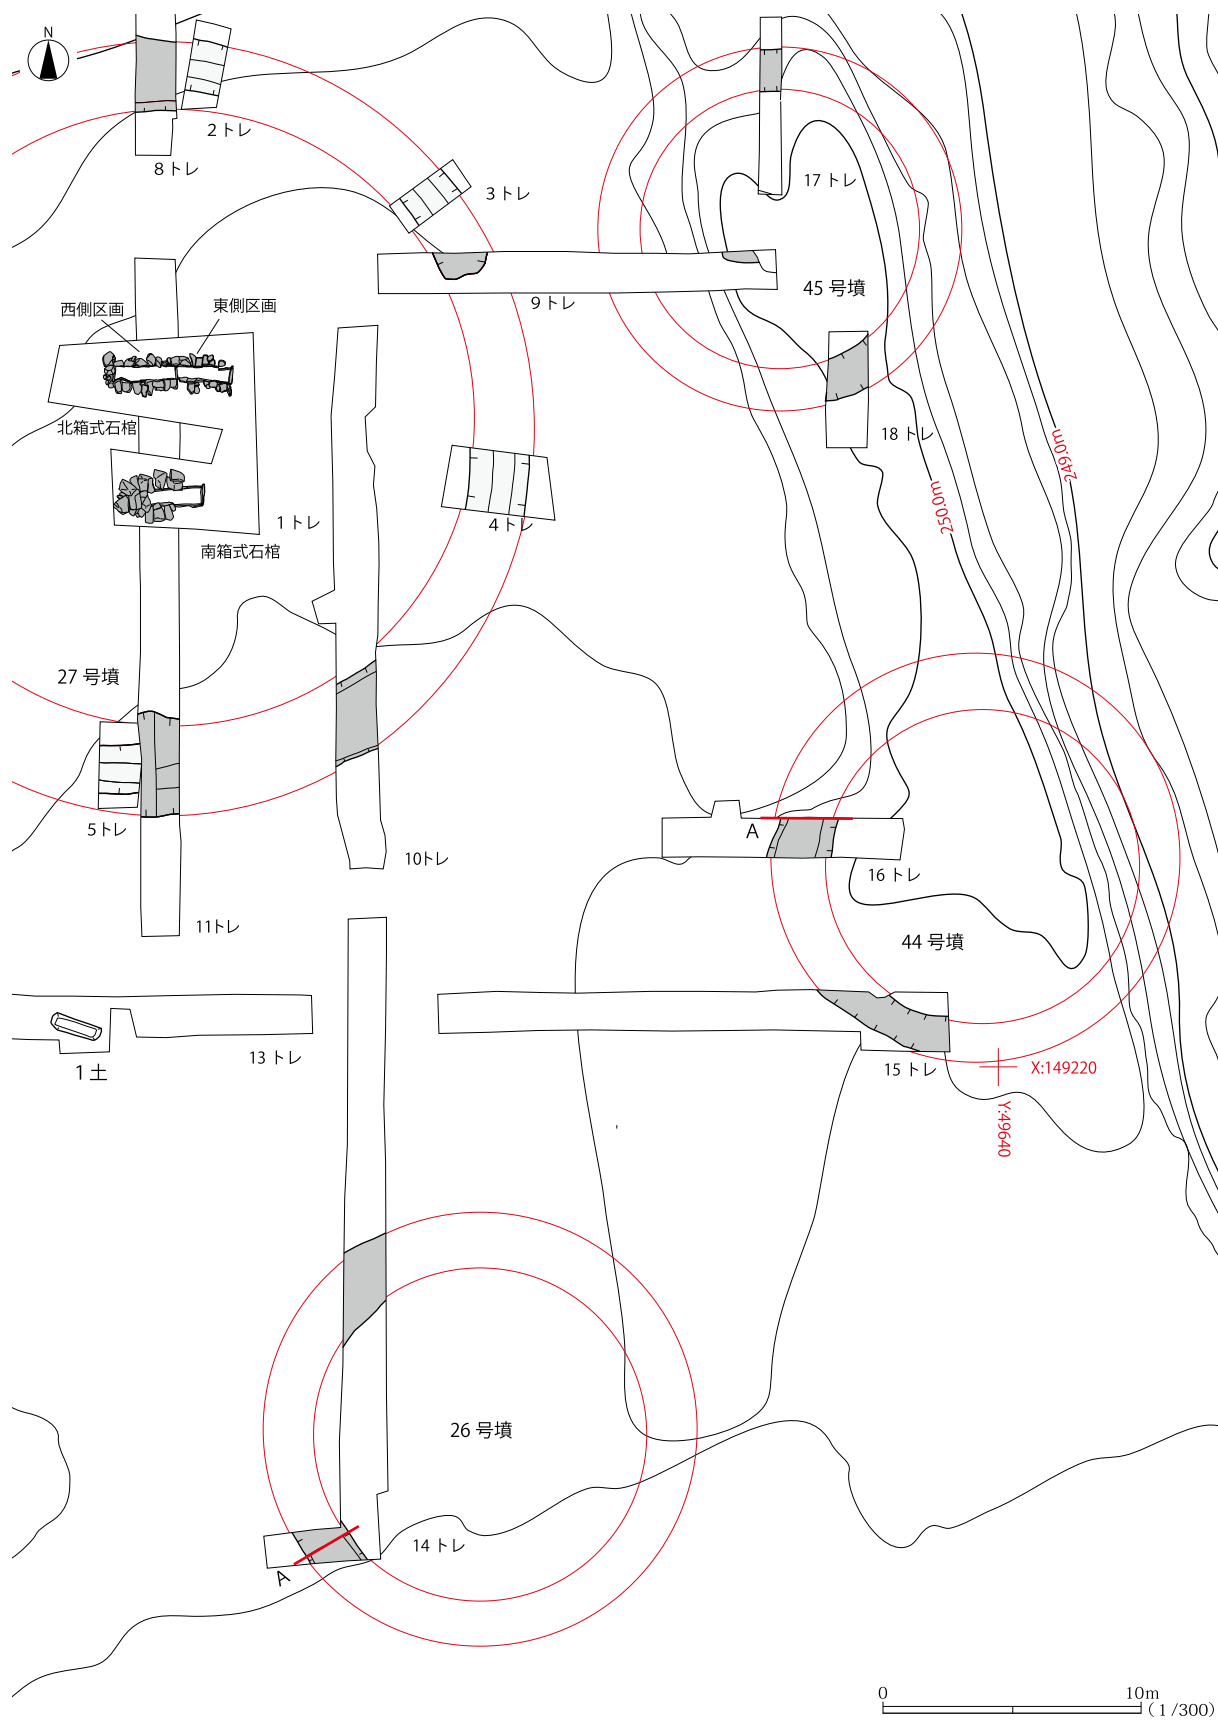 N
2トレ
8トレ
3トレ
17トレ
45号墳
9トレ
西側区画
東側区画
北箱式石棺
18トレ
249.0m
250.0m
1トレ
4トレ
南箱式石棺
27号墳
5トレ
10トレ
A
16トレ
11トレ
44号墳
13トレ
1土
15トレ
X:149220
Y:49640
26号墳
14トレ
A
0
10m
(1/300)